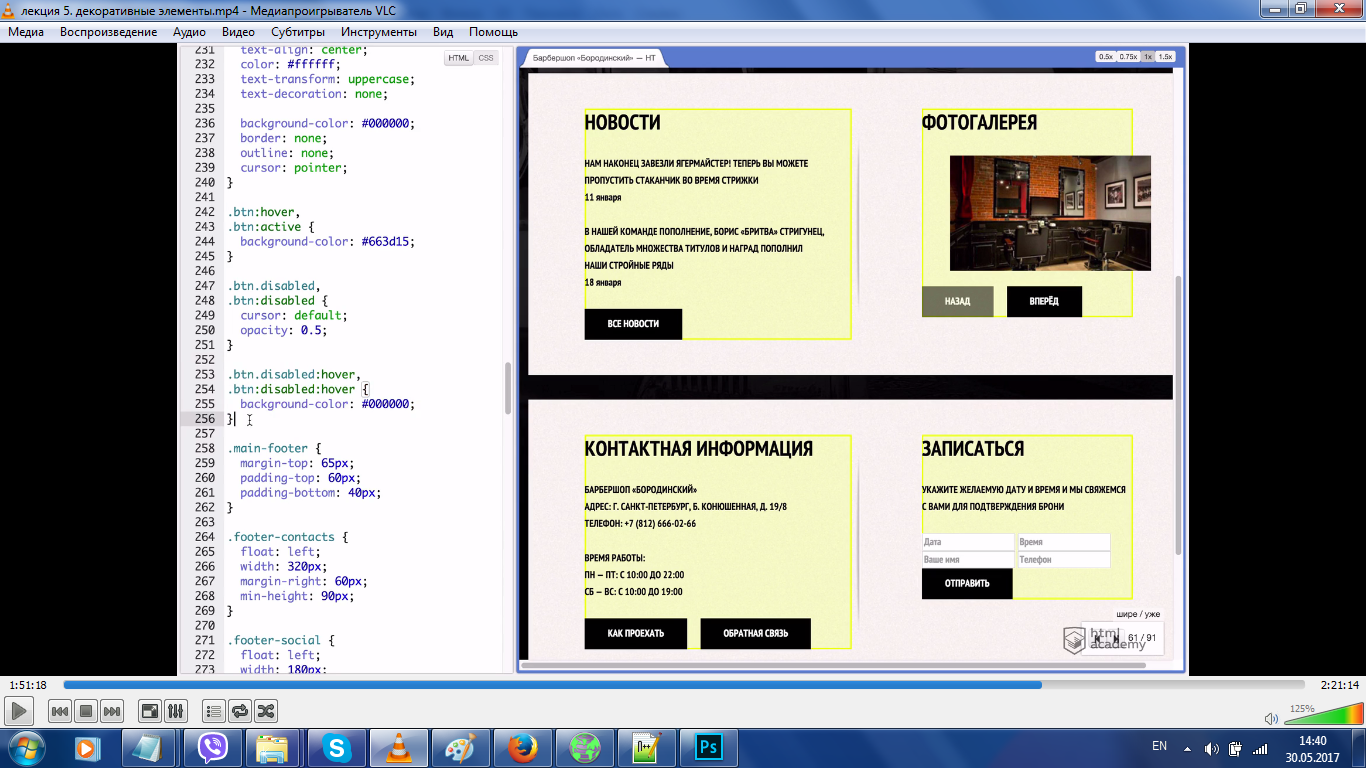 лекция 5. декоративные элементы.mp4 - Медиапроигрыватель VLC
Медиа Воспроизведение Аудио Видео Субтитры Инструменты Вид Помощь
231 text-align: center;
232 color: #ffffff;
233 text-transform: uppercase;
234 text-decoration: none;
235
236 background-color: #000000;
237 border: none;
238 outline: none;
239 cursor: pointer;
240 }
241
242 .btn:hover,
243 .btn:active {
244 background-color: #663d15;
245 }
246
247 .btn.disabled,
248 .btn:disabled {
249 cursor: default;
250 opacity: 0.5;
251 }
252
253 .btn.disabled:hover,
254 .btn:disabled:hover {
255 background-color: #000000;
256 }
257
258 .main-footer {
259 margin-top: 65px;
260 padding-top: 60px;
261 padding-bottom: 40px;
262 }
263
264 .footer-contacts {
265 float: left;
266 width: 320px;
267 margin-right: 60px;
268 min-height: 90px;
269 }
270
271 .footer-social {
272 float: left;
273 width: 180px;
HTML CSS
Барбершоп «Бородинский» — HT
0.5x 0.75x 1x 1.5x
НОВОСТИ
НАМ НАКОНЕЦ ЗАВЕЗЛИ ЯГЕРМАЙСТЕР! ТЕПЕРЬ ВЫ МОЖЕТЕ
ПРОПУСТИТЬ СТАКАНЧИК ВО ВРЕМЯ СТРИЖКИ
11 января
В НАШЕЙ КОМАНДЕ ПОПОЛНЕНИЕ, БОРИС «БРИТВА» СТРИГУНЕЦ,
ОБЛАДАТЕЛЬ МНОЖЕСТВА ТИТУЛОВ И НАГРАД ПОПОЛНИЛ
НАШИ СТРОЙНЫЕ РЯДЫ
18 января
ВСЕ НОВОСТИ
ФОТОГАЛЕРЕЯ
НАЗАД ВПЕРЁД
КОНТАКТНАЯ ИНФОРМАЦИЯ
БАРБЕРШОП «БОРОДИНСКИЙ»
АДРЕС: Г. САНКТ-ПЕТЕРБУРГ, Б. КОНЮШЕННАЯ, Д. 19/8
ТЕЛЕФОН: +7 (812) 666-02-66
ВРЕМЯ РАБОТЫ:
ПН — ПТ: С 10:00 ДО 22:00
СБ — ВС: С 10:00 ДО 19:00
КАК ПРОЕХАТЬ ОБРАТНАЯ СВЯЗЬ
ЗАПИСАТЬСЯ
УКАЖИТЕ ЖЕЛАЕМУЮ ДАТУ И ВРЕМЯ И МЫ СВЯЖЕМСЯ
С ВАМИ ДЛЯ ПОДТВЕРЖДЕНИЯ БРОНИ
Дата Время
Ваше имя Телефон
ОТПРАВИТЬ
шире / уже
html academy
61 / 91
1:51:18 2:21:14
125%
Ps
EN
14:40
30.05.2017